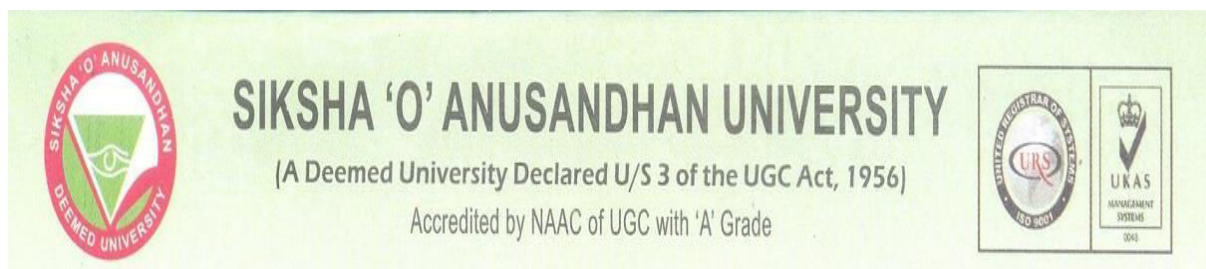 SIKSHA 'O' ANUSANDHAN
DEEMED UNIVERSITY
SIKSHA ‘O’ ANUSANDHAN UNIVERSITY
(A Deemed University Declared U/S 3 of the UGC Act, 1956)
Accredited by NAAC of UGC with ‘A’ Grade
UNITED REGISTRAR OF SYSTEMS
URS
ISO 9001
UKAS
MANAGEMENT
SYSTEMS